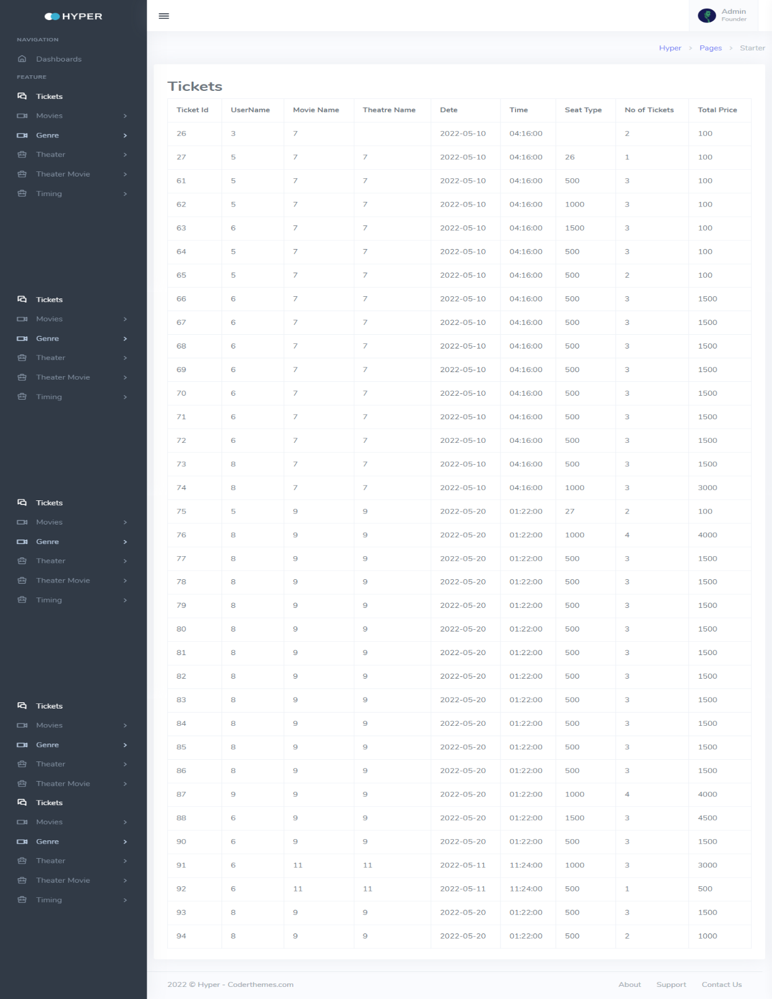 HYPER
NAVIGATION
Dashboards
FEATURE
Tickets
Movies
Genre
Theater
Theater Movie
Timing
Tickets
Movies
Genre
Theater
Theater Movie
Timing
Tickets
Movies
Genre
Theater
Theater Movie
Timing
Tickets
Movies
Genre
Theater
Theater Movie
Tickets
Movies
Genre
Theater
Theater Movie
Timing
Admin
Founder
Hyper > Pages > Starter
Tickets
Ticket Id UserName Movie Name Theatre Name Dete Time Seat Type No of Tickets Total Price
26 3 7 2022-05-10 04:16:00 2 100
27 5 7 7 2022-05-10 04:16:00 26 1 100
61 5 7 7 2022-05-10 04:16:00 500 3 100
62 5 7 7 2022-05-10 04:16:00 1000 3 100
63 6 7 7 2022-05-10 04:16:00 1500 3 100
64 5 7 7 2022-05-10 04:16:00 500 3 100
65 5 7 7 2022-05-10 04:16:00 500 2 100
66 6 7 7 2022-05-10 04:16:00 500 3 1500
67 6 7 7 2022-05-10 04:16:00 500 3 1500
68 6 7 7 2022-05-10 04:16:00 500 3 1500
69 6 7 7 2022-05-10 04:16:00 500 3 1500
70 6 7 7 2022-05-10 04:16:00 500 3 1500
71 6 7 7 2022-05-10 04:16:00 500 3 1500
72 6 7 7 2022-05-10 04:16:00 500 3 1500
73 8 7 7 2022-05-10 04:16:00 500 3 1500
74 8 7 7 2022-05-10 04:16:00 1000 3 3000
75 5 9 9 2022-05-20 01:22:00 27 2 100
76 8 9 9 2022-05-20 01:22:00 1000 4 4000
77 8 9 9 2022-05-20 01:22:00 500 3 1500
78 8 9 9 2022-05-20 01:22:00 500 3 1500
79 8 9 9 2022-05-20 01:22:00 500 3 1500
80 8 9 9 2022-05-20 01:22:00 500 3 1500
81 8 9 9 2022-05-20 01:22:00 500 3 1500
82 8 9 9 2022-05-20 01:22:00 500 3 1500
83 8 9 9 2022-05-20 01:22:00 500 3 1500
84 8 9 9 2022-05-20 01:22:00 500 3 1500
85 8 9 9 2022-05-20 01:22:00 500 3 1500
86 8 9 9 2022-05-20 01:22:00 500 3 1500
87 9 9 9 2022-05-20 01:22:00 1000 4 4000
88 6 9 9 2022-05-20 01:22:00 1500 3 4500
90 6 9 9 2022-05-20 01:22:00 500 3 1500
91 6 11 11 2022-05-11 11:24:00 1000 3 3000
92 6 11 11 2022-05-11 11:24:00 500 1 500
93 8 9 9 2022-05-20 01:22:00 500 3 1500
94 8 9 9 2022-05-20 01:22:00 500 2 1000
2022 © Hyper - Coderthemes.com
About Support Contact Us